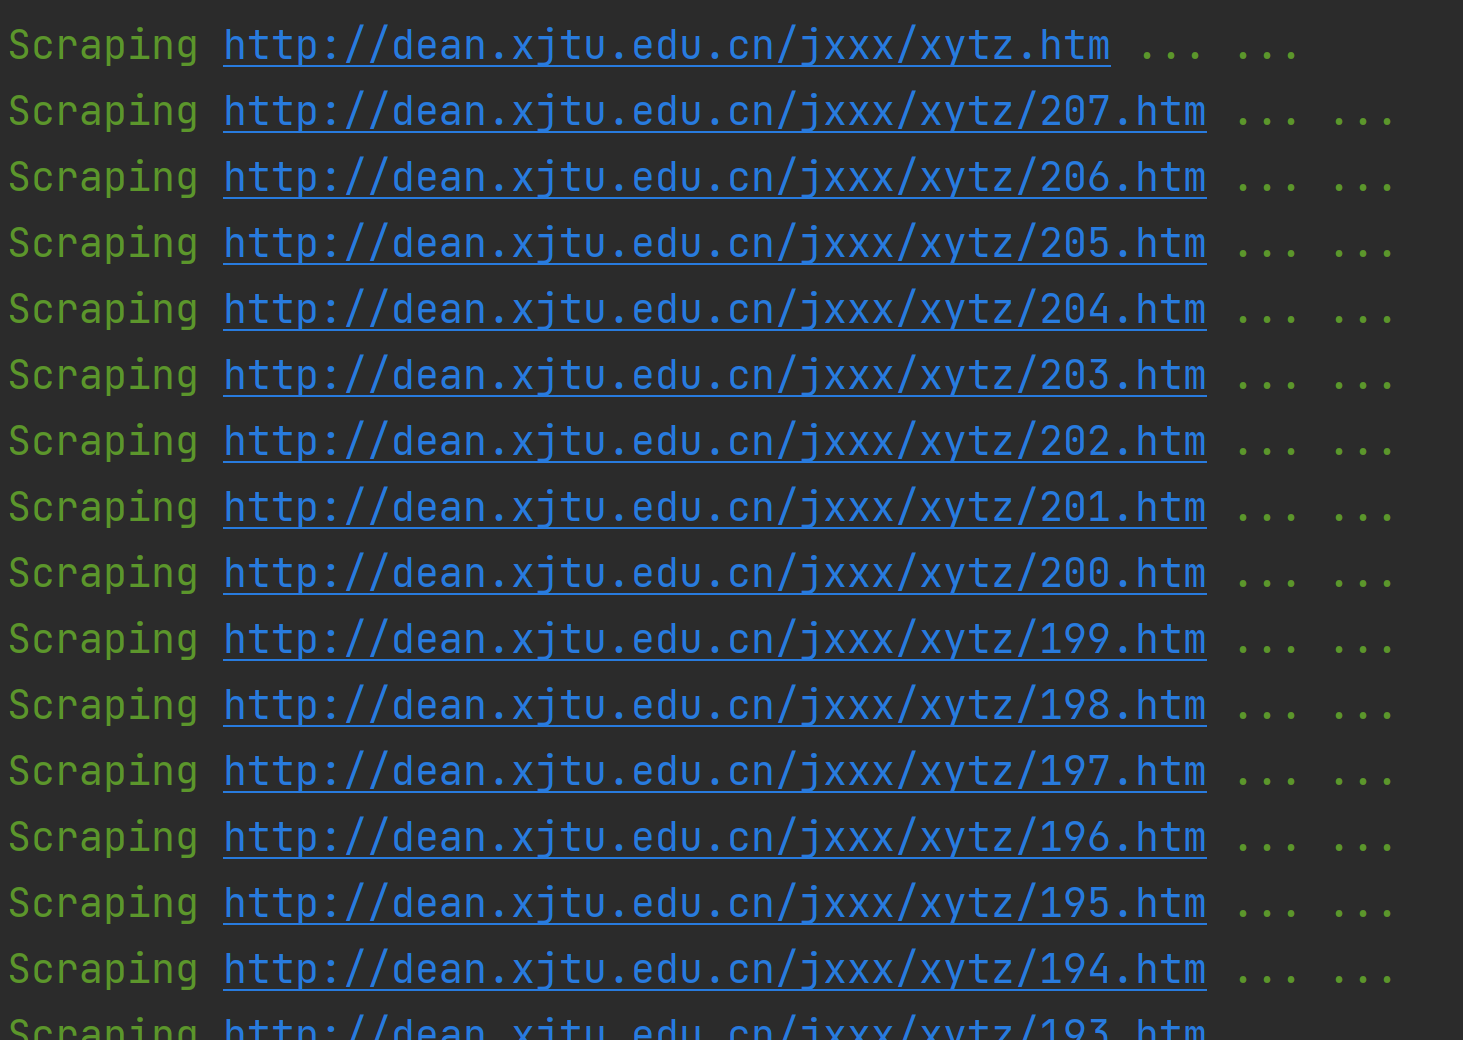 Scraping http://dean.xjtu.edu.cn/jxxx/xytz.htm ... ...
Scraping http://dean.xjtu.edu.cn/jxxx/xytz/207.htm ... ...
Scraping http://dean.xjtu.edu.cn/jxxx/xytz/206.htm ... ...
Scraping http://dean.xjtu.edu.cn/jxxx/xytz/205.htm ... ...
Scraping http://dean.xjtu.edu.cn/jxxx/xytz/204.htm ... ...
Scraping http://dean.xjtu.edu.cn/jxxx/xytz/203.htm ... ...
Scraping http://dean.xjtu.edu.cn/jxxx/xytz/202.htm ... ...
Scraping http://dean.xjtu.edu.cn/jxxx/xytz/201.htm ... ...
Scraping http://dean.xjtu.edu.cn/jxxx/xytz/200.htm ... ...
Scraping http://dean.xjtu.edu.cn/jxxx/xytz/199.htm ... ...
Scraping http://dean.xjtu.edu.cn/jxxx/xytz/198.htm ... ...
Scraping http://dean.xjtu.edu.cn/jxxx/xytz/197.htm ... ...
Scraping http://dean.xjtu.edu.cn/jxxx/xytz/196.htm ... ...
Scraping http://dean.xjtu.edu.cn/jxxx/xytz/195.htm ... ...
Scraping http://dean.xjtu.edu.cn/jxxx/xytz/194.htm ... ...
Scraping http://dean.xjtu.edu.cn/jxxx/xytz/193.htm